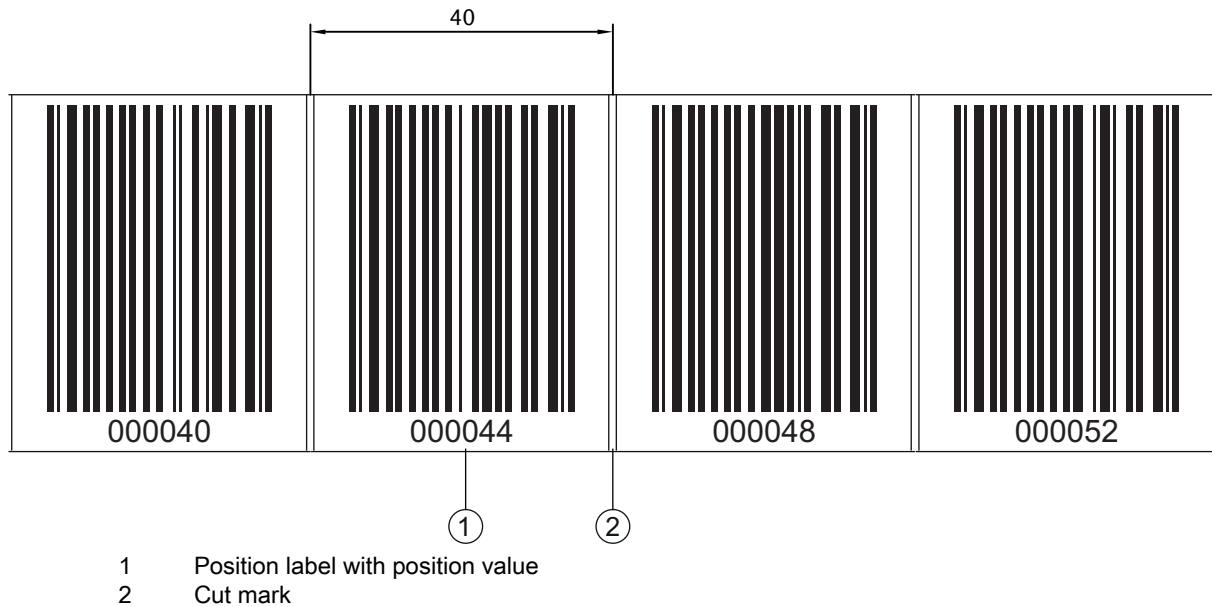 40
000040 000044 000048 000052
1 2
1 Position label with position value
2 Cut mark